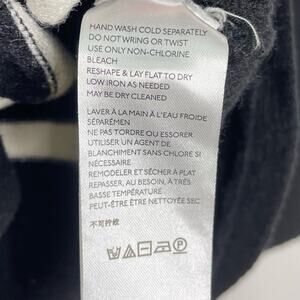 HAND WASH COLD SEPARATELY
DO NOT WRING OR TWIST
USE ONLY NON-CHLORINE
BLEACH
RESHAPE & LAY FLAT TO DRY
LOW IRON AS NEEDED
MAY BE DRY CLEANED
LAVER À LA MAIN À L'EAU FROIDE
SÉPARÉMEN
NE PAS TORDRE OU ESSORER
UTILISER UN AGENT DE
BLANCHIMENT SANS CHLORE SI
NÉCESSAIRE
REMODELER ET SÉCHER À PLAT
REPASSER, AU BESOIN, À TRÈS
BASSE TEMPÉRATURE
PEUT-ÊTRE ÊTRE NETTOYÉE SEC
不可拧绞
P